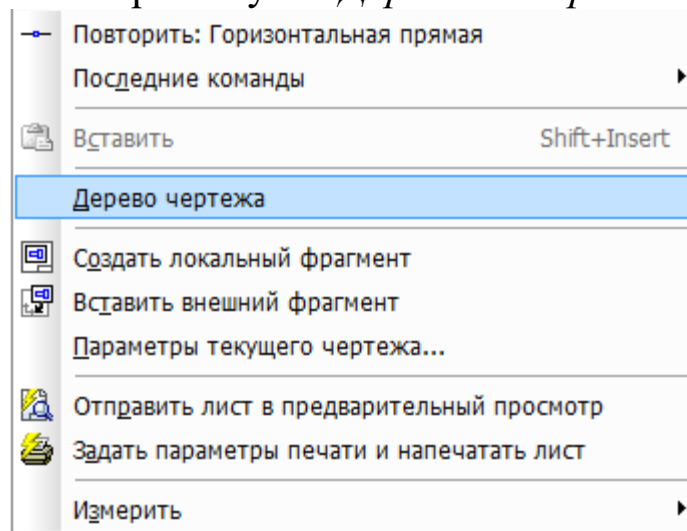 Повторить: Горизонтальная прямая
Последние команды
Вставить Shift+Insert
Дерево чертежа
Создать локальный фрагмент
Вставить внешний фрагмент
Параметры текущего чертежа...
Отправить лист в предварительный просмотр
Задать параметры печати и напечатать лист
Измерить